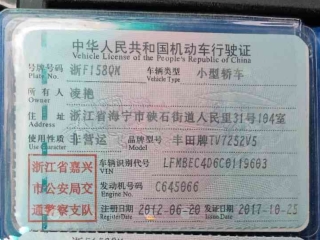 中华人民共和国机动车行驶证
Vehicle License of the People's Republic of China
号牌号码 浙F158QM 车辆类型 小型轿车
Plate No. Vehicle Type
所有人 凌艳
Owner
住址 浙江省海宁市硖石街道人民里31号104室
Address
使用性质 非营运 品牌型号 丰田牌TV7252V5
Use Character Model
浙江省嘉兴
市公安局交
通警察支队
车辆识别代号 LFMBEC4D6C0119603
VIN
发动机号码 C645066
Engine No.
注册日期 2012-06-20 发证日期 2017-10-25
Register Date Issue Date